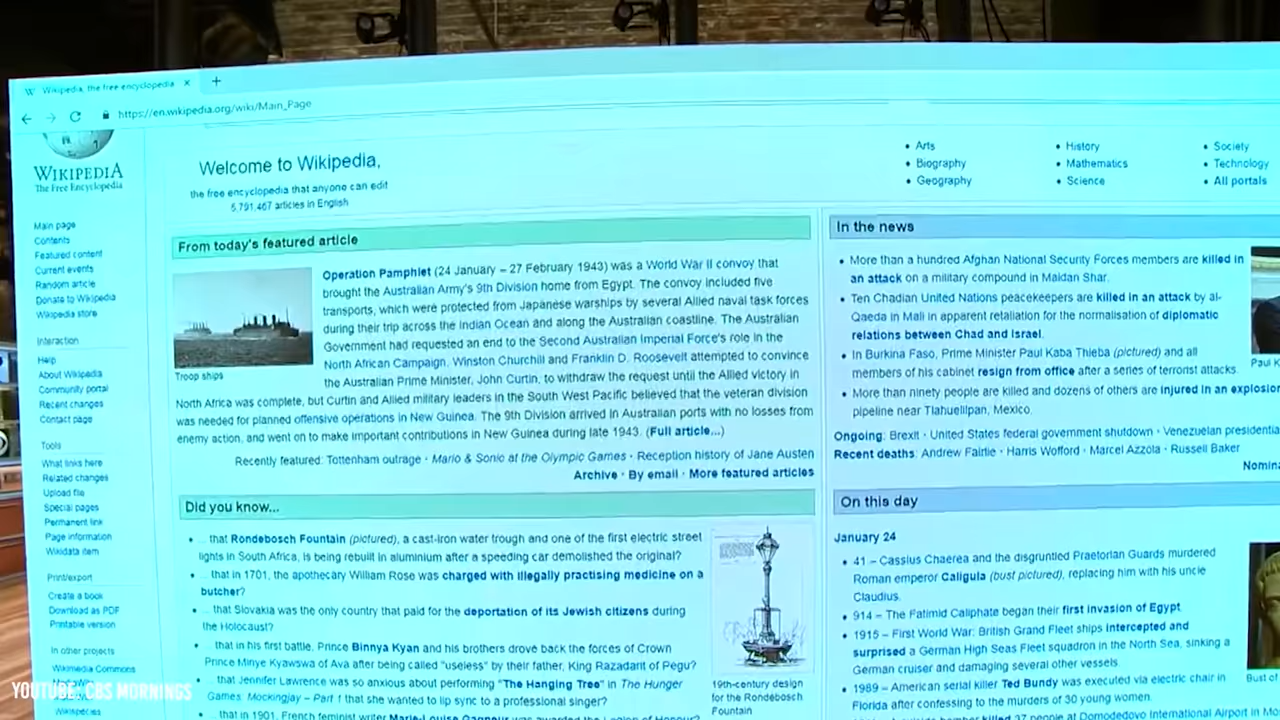 Wikipedia, the free encyclopedia
https://en.wikipedia.org/wiki/Main_Page
WIKIPEDIA
The Free Encyclopedia
Main page
Contents
Featured content
Current events
Random article
Donate to Wikipedia
Wikipedia store
Interaction
Help
About Wikipedia
Community portal
Recent changes
Contact page
Tools
What links here
Related changes
Upload file
Special pages
Permanent link
Page information
Wikidata item
Print/export
Create a book
Download as PDF
Printable version
In other projects
Wikimedia Commons
Wikispecies
Welcome to Wikipedia,
the free encyclopedia that anyone can edit
5,791,467 articles in English
Arts
Biography
Geography
History
Mathematics
Science
Society
Technology
All portals
From today's featured article
Troop ships
Operation Pamphlet (24 January – 27 February 1943) was a World War II convoy that
brought the Australian Army's 9th Division home from Egypt. The convoy included five
transports, which were protected from Japanese warships by several Allied naval task forces
during their trip across the Indian Ocean and along the Australian coastline. The Australian
Government had requested an end to the Second Australian Imperial Force's role in the
North African Campaign. Winston Churchill and Franklin D. Roosevelt attempted to convince
the Australian Prime Minister, John Curtin, to withdraw the request until the Allied victory in
North Africa was complete, but Curtin and Allied military leaders in the South West Pacific believed that the veteran division
was needed for planned offensive operations in New Guinea. The 9th Division arrived in Australian ports with no losses from
enemy action, and went on to make important contributions in New Guinea during late 1943. (Full article...)
Recently featured: Tottenham outrage · Mario & Sonic at the Olympic Games · Reception history of Jane Austen
Archive · By email · More featured articles
Did you know...
... that Rondebosch Fountain (pictured), a cast-iron water trough and one of the first electric street
lights in South Africa, is being rebuilt in aluminium after a speeding car demolished the original?
... that in 1701, the apothecary William Rose was charged with illegally practising medicine on a
butcher?
... that Slovakia was the only country that paid for the deportation of its Jewish citizens during
the Holocaust?
... that in his first battle, Prince Binnya Kyan and his brothers drove back the forces of Crown
Prince Minye Kyawswa of Ava after being called "useless" by their father, King Razadarit of Pegu?
... that Jennifer Lawrence was so anxious about performing "The Hanging Tree" in The Hunger
Games: Mockingjay – Part 1 that she wanted to lip sync to a professional singer?
... that in 1901, French feminist writer Marie-Louise Gagneur was awarded the Legion of Honour?
19th-century design
for the Rondebosch
Fountain
In the news
More than a hundred Afghan National Security Forces members are killed in
an attack on a military compound in Maidan Shar.
Ten Chadian United Nations peacekeepers are killed in an attack by al-
Qaeda in Mali in apparent retaliation for the normalisation of diplomatic
relations between Chad and Israel.
In Burkina Faso, Prime Minister Paul Kaba Thieba (pictured) and all
members of his cabinet resign from office after a series of terrorist attacks.
More than ninety people are killed and dozens of others are injured in an explosion
pipeline near Tlahuelilpan, Mexico.
Paul K
Ongoing: Brexit · United States federal government shutdown · Venezuelan presidentia
Recent deaths: Andrew Fairlie · Harris Wofford · Marcel Azzola · Russell Baker
Nomina
On this day
January 24
41 – Cassius Chaerea and the disgruntled Praetorian Guards murdered
Roman emperor Caligula (bust pictured), replacing him with his uncle
Claudius.
914 – The Fatimid Caliphate began their first invasion of Egypt.
1915 – First World War: British Grand Fleet ships intercepted and
surprised a German High Seas Fleet squadron in the North Sea, sinking a
German cruiser and damaging several other vessels.
1989 – American serial killer Ted Bundy was executed via electric chair in
Florida after confessing to the murders of 30 young women.
bomber killed 37 people at Domodedovo International Airport in Mo
Bust of
YOUTUBE: CBS MORNINGS